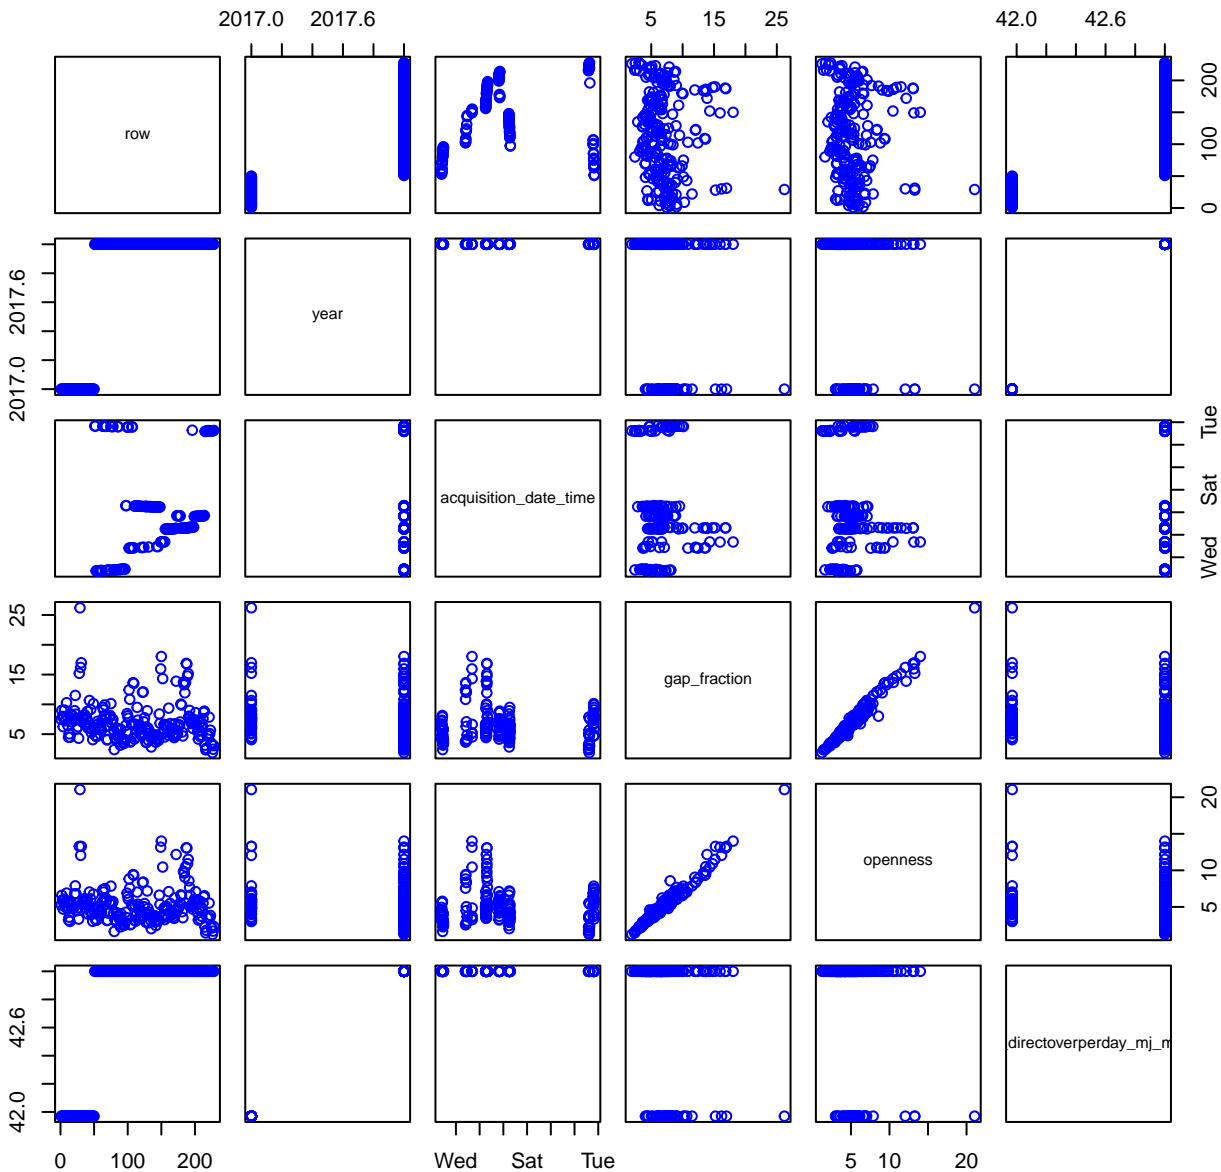 2017.0 2017.6
5 15 25
42.0 42.6
row
0 100 200
2017.0 2017.6
year
acquisition_date_time
Wed Sat Tue
5 15 25
gap_fraction
openness
5 10 20
42.0 42.6
directoverperday_mj_m
0 100 200
Wed Sat Tue
5 10 20